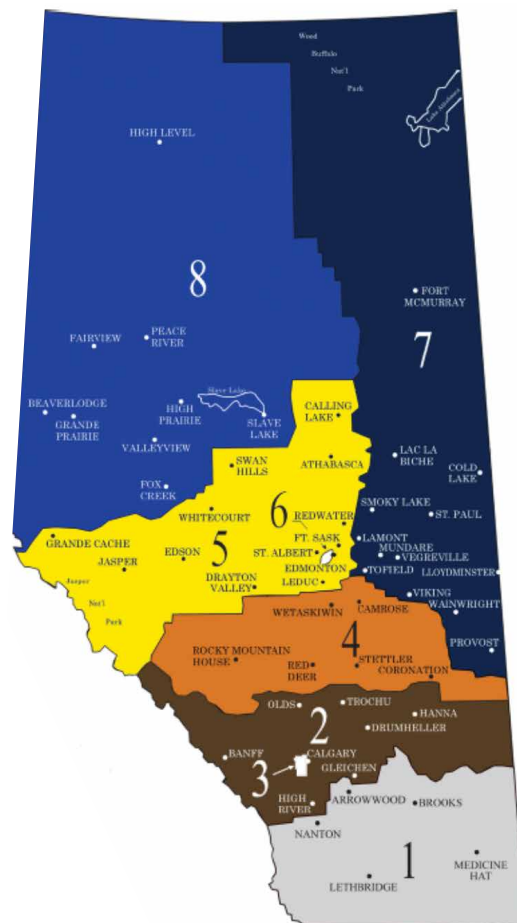 Wood
Buffalo
Nat'l
Park
Lake Athabasca
HIGH LEVEL
8
FORT
MCMURRAY
PEACE
RIVER
FAIRVIEW
7
Slave Lake
BEAVERLODGE
GRANDE
PRAIRIE
HIGH
PRAIRIE
SLAVE
LAKE
CALLING
LAKE
VALLEYVIEW
LAC LA
BICHE
SWAN
HILLS
ATHABASCA
COLD
LAKE
FOX
CREEK
SMOKY LAKE
WHITECOURT
6
REDWATER
ST. PAUL
GRANDE CACHE
5
FT. SASK
LAMONT
MUNDARE
EDSON
ST. ALBERT
VEGREVILLE
JASPER
EDMONTON
TOFIELD
LLOYDMINSTER
Jasper
Nat'l
Park
DRAYTON
VALLEY
LEDUC
VIKING
WETASKIWIN
CAMROSE
WAINWRIGHT
4
ROCKY MOUNTAIN
HOUSE
RED
DEER
STETTLER
PROVOST
CORONATION
OLDS
TROCHU
2
HANNA
DRUMHELLER
BANFF
CALGARY
3
GLEICHEN
HIGH
RIVER
ARROWWOOD
BROOKS
NANTON
1
MEDICINE
HAT
LETHBRIDGE